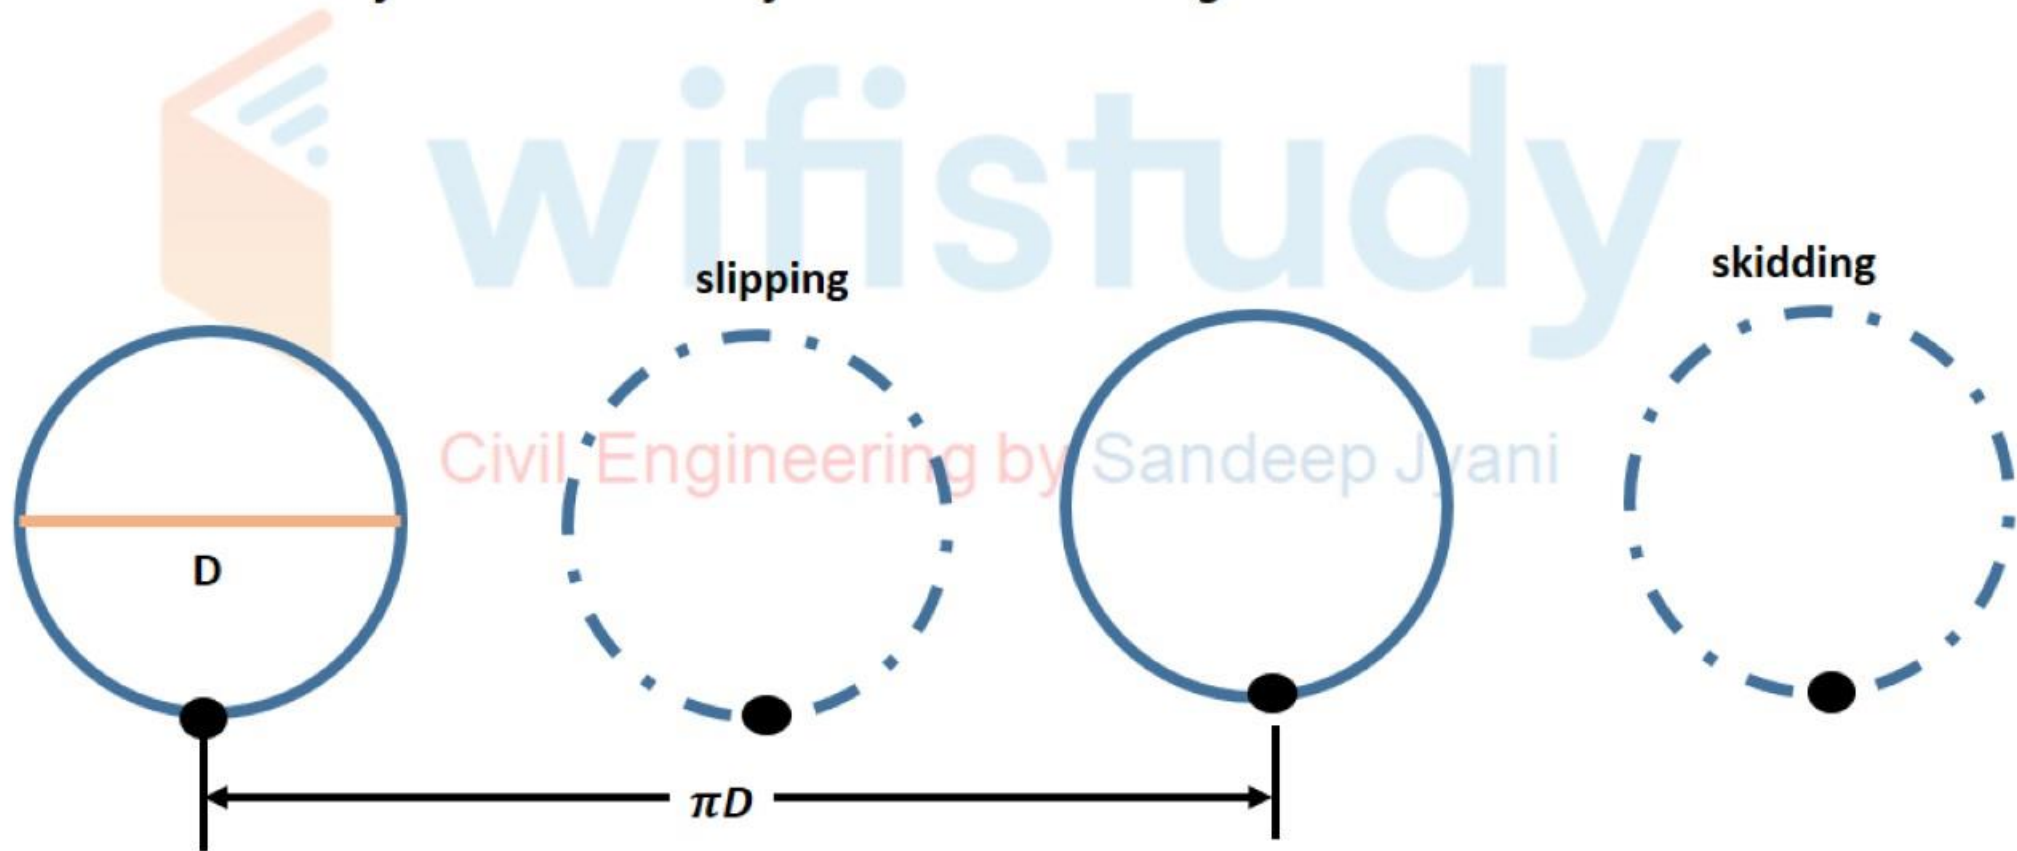 wifistudy
skidding
slipping
Civil Engineering by Sandeep Jyani
D
πD